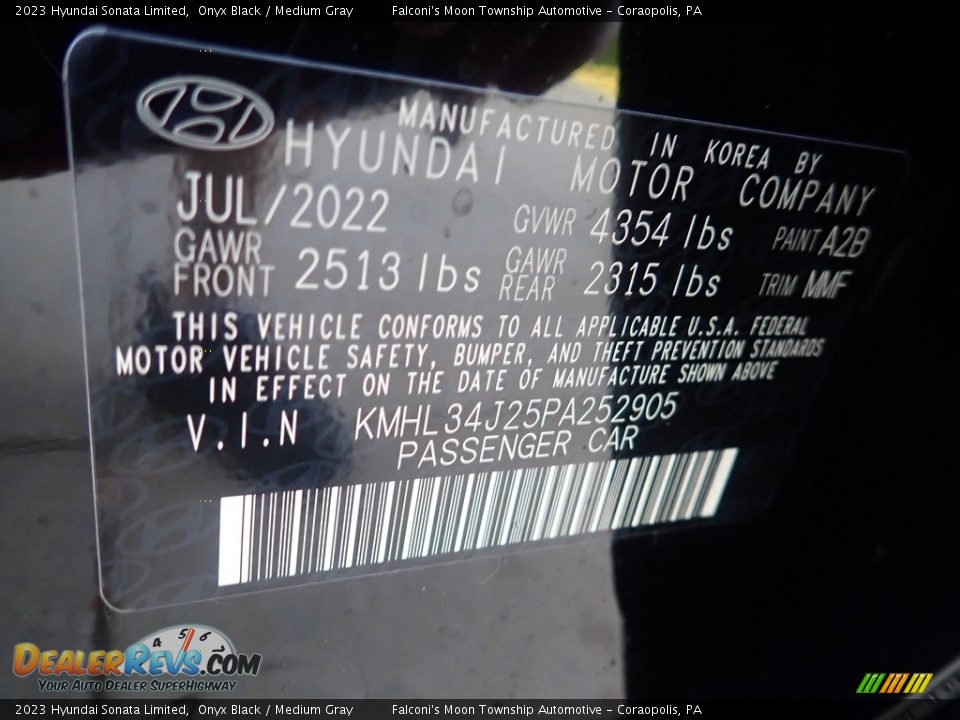 2023 Hyundai Sonata Limited, Onyx Black / Medium Gray Falconi's Moon Township Automotive - Coraopolis, PA
MANUFACTURED IN KOREA BY
HYUNDAI MOTOR COMPANY
JUL/2022 GVWR 4354 lbs PAINT A2B
GAWR FRONT 2513 lbs GAWR REAR 2315 lbs TRIM MMF
THIS VEHICLE CONFORMS TO ALL APPLICABLE U.S.A. FEDERAL
MOTOR VEHICLE SAFETY, BUMPER, AND THEFT PREVENTION STANDARDS
IN EFFECT ON THE DATE OF MANUFACTURE SHOWN ABOVE
V.I.N KMHL34J25PA252905
PASSENGER CAR
4 5 6
DEALERREVS.COM
YOUR AUTO DEALER SUPERHIGHWAY
2023 Hyundai Sonata Limited, Onyx Black / Medium Gray Falconi's Moon Township Automotive - Coraopolis, PA